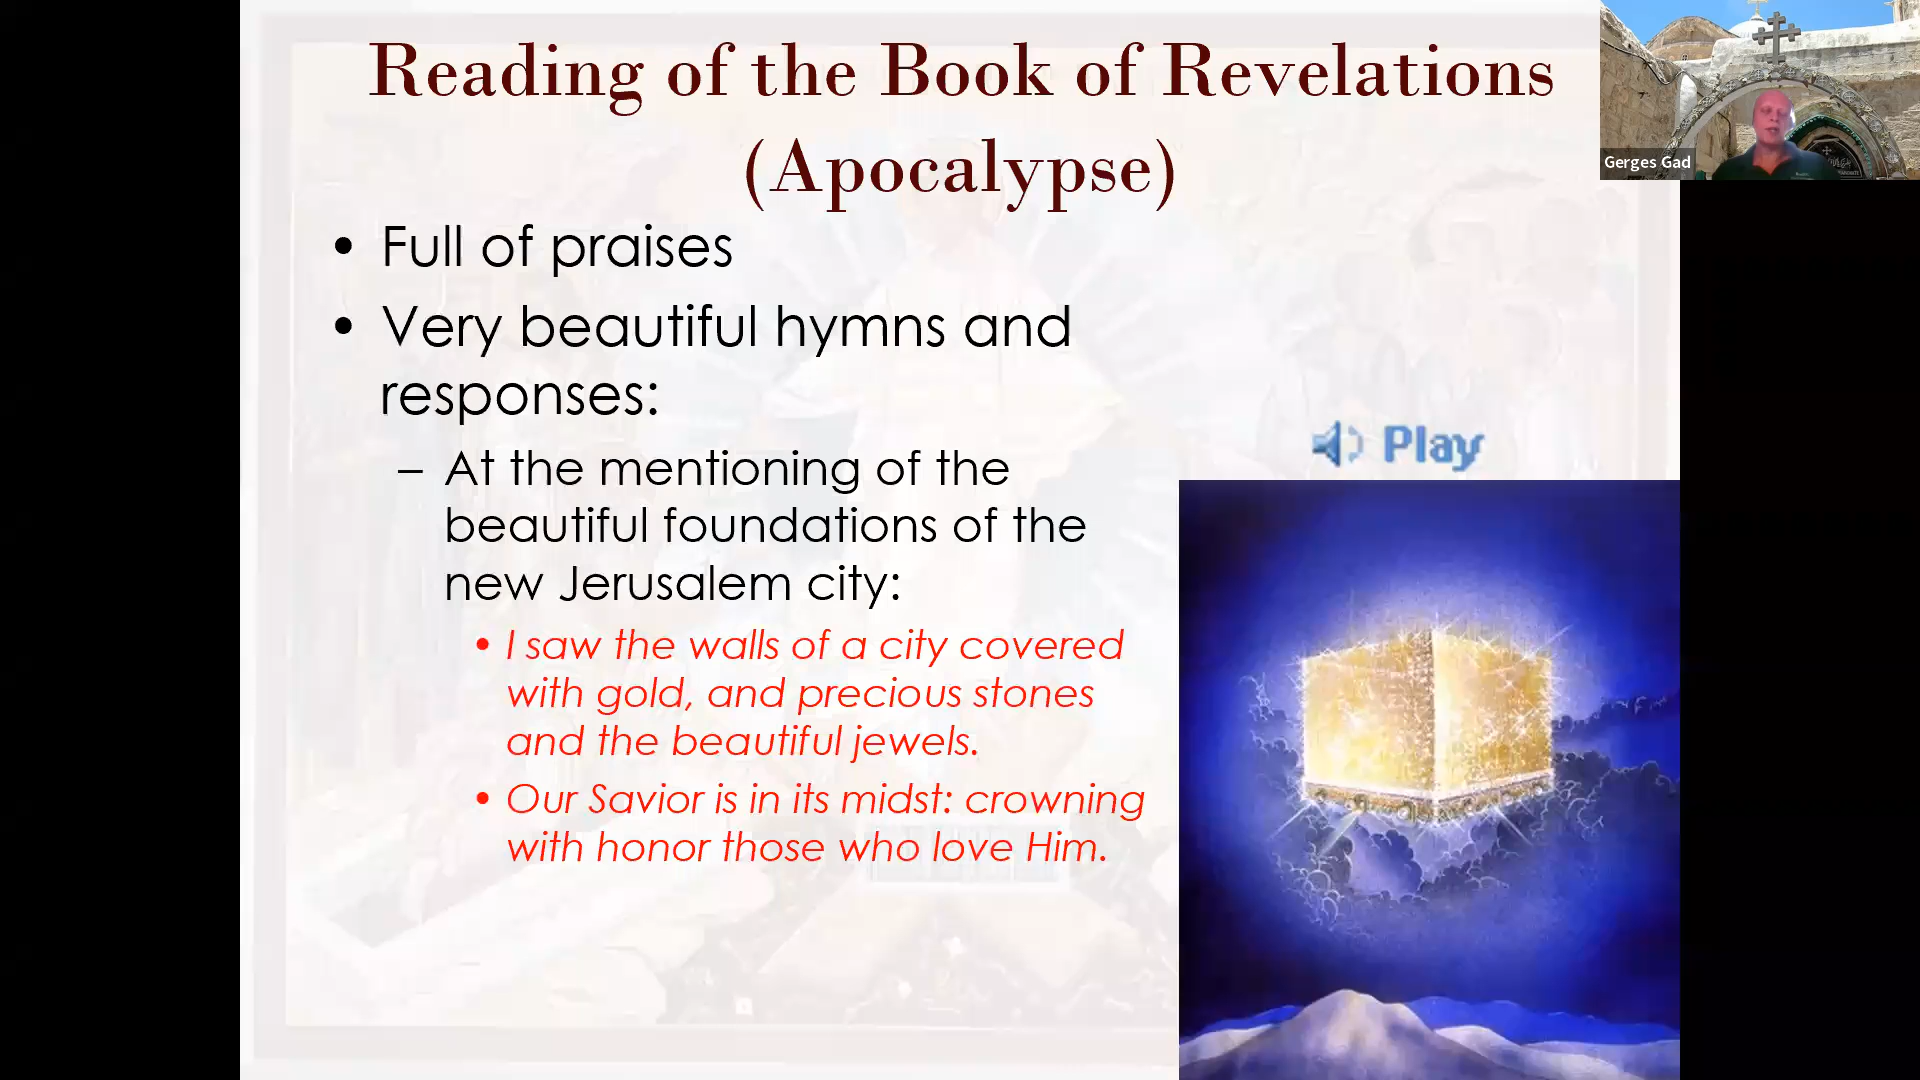 Reading of the Book of Revelations
(Apocalypse)
• Full of praises
• Very beautiful hymns and
responses:
– At the mentioning of the
beautiful foundations of the
new Jerusalem city:
• I saw the walls of a city covered
with gold, and precious stones
and the beautiful jewels.
• Our Savior is in its midst: crowning
with honor those who love Him.
Play
Gerges Gad